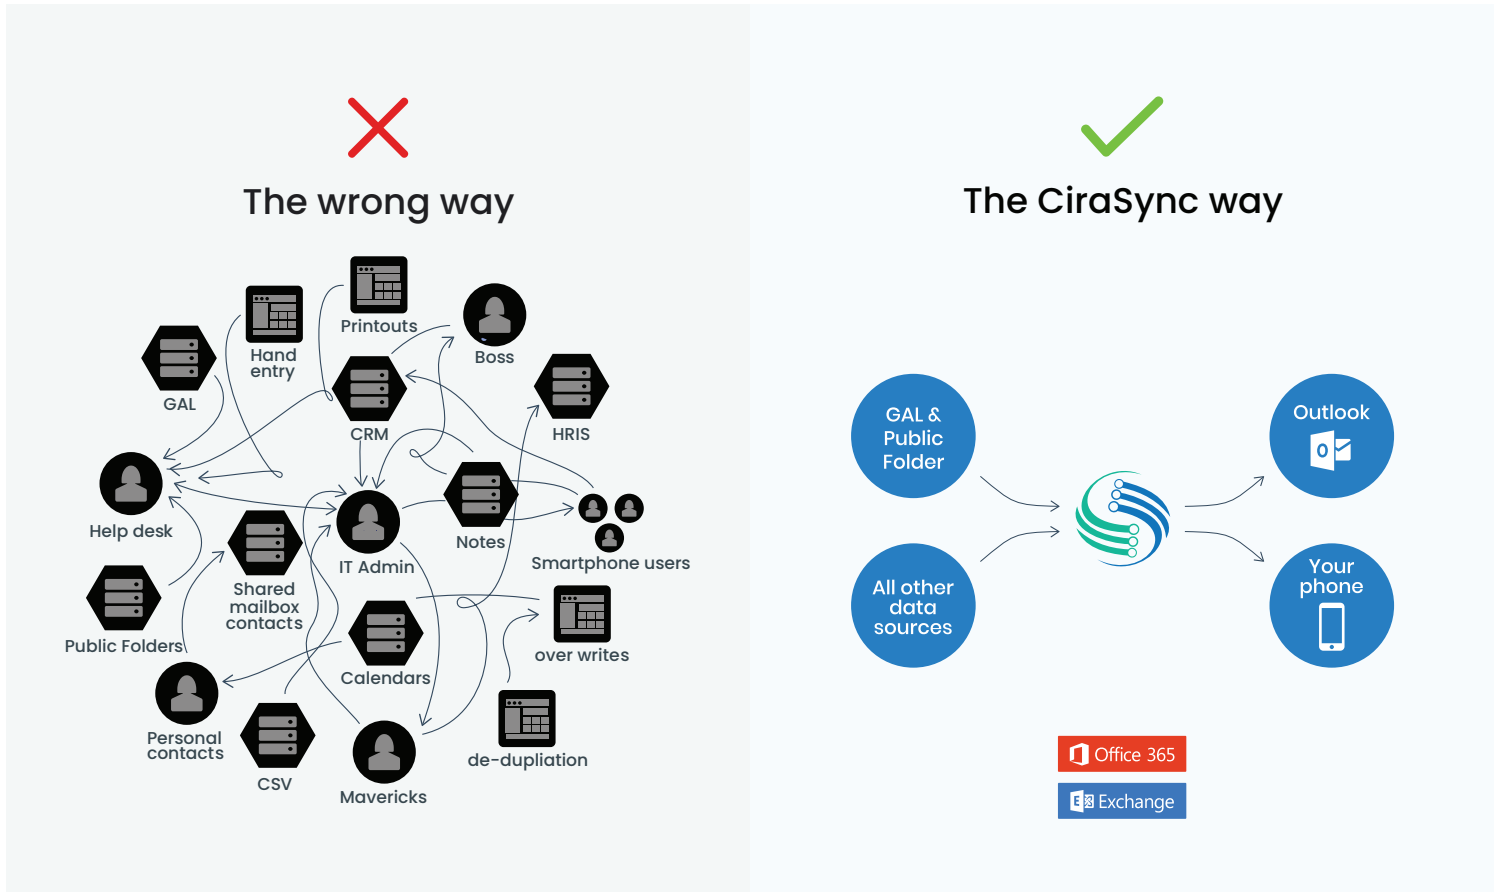 The wrong way
Printouts
Hand
entry
Boss
GAL
CRM
HRIS
Help desk
IT Admin
Notes
Smartphone users
Shared
mailbox
contacts
Public Folders
over writes
Calendars
Personal
contacts
CSV
Mavericks
de-dupliation
The CiraSync way
GAL &
Public
Folder
Outlook
O
All other
data
sources
Your
phone
Office 365
E
Exchange